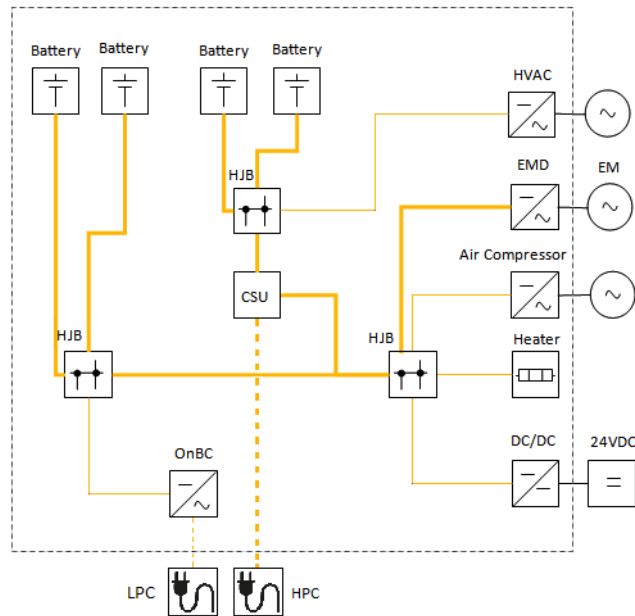 Battery
Battery
Battery
Battery
HVAC
HJB
EMD
EM
Air Compressor
CSU
HJB
HJB
Heater
OnBC
DC/DC
24VDC
LPC
HPC